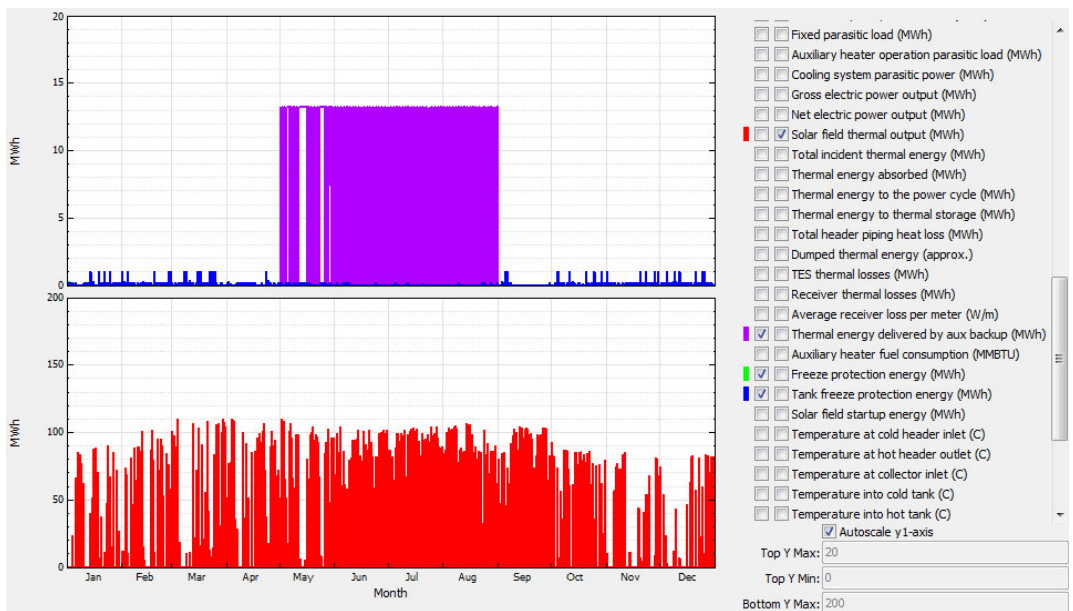 20
15
10
5
0
MWh
200
150
100
50
0
MWh
Jan Feb Mar Apr May Jun Jul Aug Sep Oct Nov Dec
Month
Fixed parasitic load (MWh)
Auxiliary heater operation parasitic load (MWh)
Cooling system parasitic power (MWh)
Gross electric power output (MWh)
Net electric power output (MWh)
Solar field thermal output (MWh)
Total incident thermal energy (MWh)
Thermal energy absorbed (MWh)
Thermal energy to the power cycle (MWh)
Thermal energy to thermal storage (MWh)
Total header piping heat loss (MWh)
Dumped thermal energy (approx.)
TES thermal losses (MWh)
Receiver thermal losses (MWh)
Average receiver loss per meter (W/m)
Thermal energy delivered by aux backup (MWh)
Auxiliary heater fuel consumption (MMBTU)
Freeze protection energy (MWh)
Tank freeze protection energy (MWh)
Solar field startup energy (MWh)
Temperature at cold header inlet (C)
Temperature at hot header outlet (C)
Temperature at collector inlet (C)
Temperature into cold tank (C)
Temperature into hot tank (C)
Autoscale y1-axis
Top Y Max: 20
Top Y Min: 0
Bottom Y Max: 200